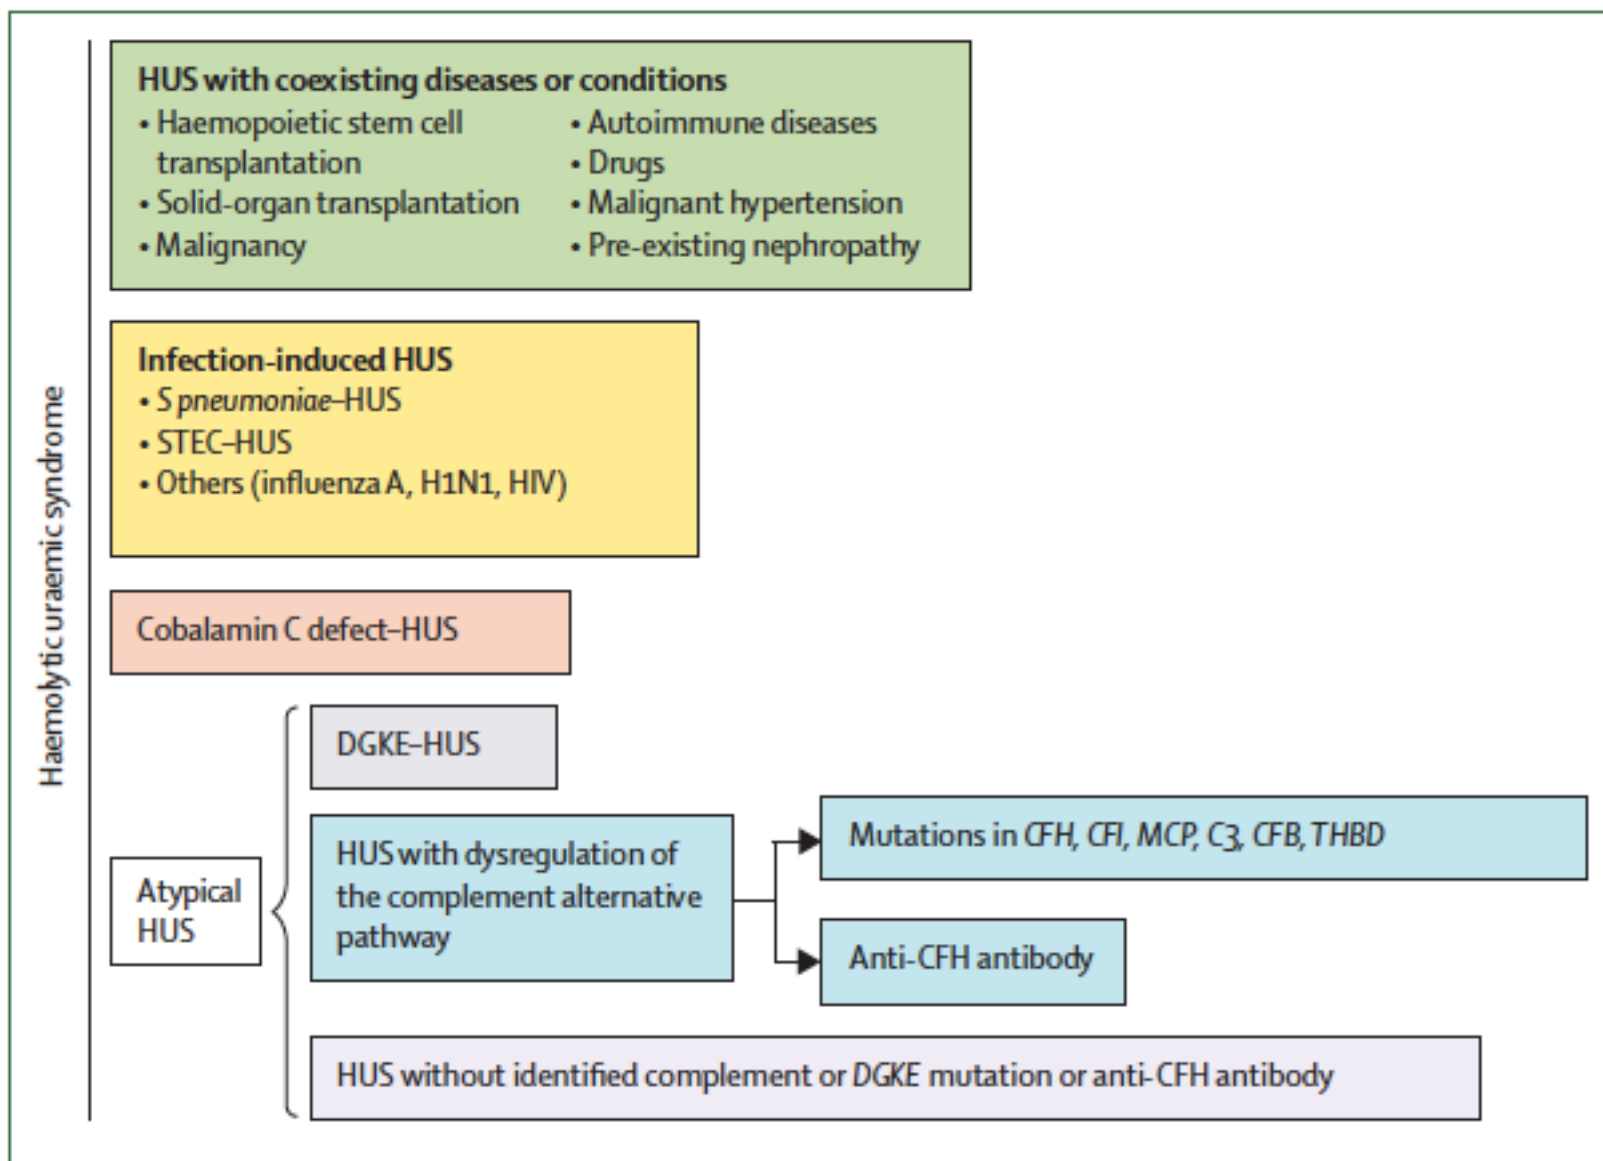 Haemolytic uraemic syndrome
HUS with coexisting diseases or conditions
• Haemopoietic stem cell
transplantation
• Solid-organ transplantation
• Malignancy
• Autoimmune diseases
• Drugs
• Malignant hypertension
• Pre-existing nephropathy
Infection-induced HUS
• S pneumoniae–HUS
• STEC–HUS
• Others (influenza A, H1N1, HIV)
Cobalamin C defect–HUS
Atypical
HUS
DGKE–HUS
HUS with dysregulation of
the complement alternative
pathway
Mutations in CFH, CFI, MCP, C3, CFB, THBD
Anti-CFH antibody
HUS without identified complement or DGKE mutation or anti-CFH antibody